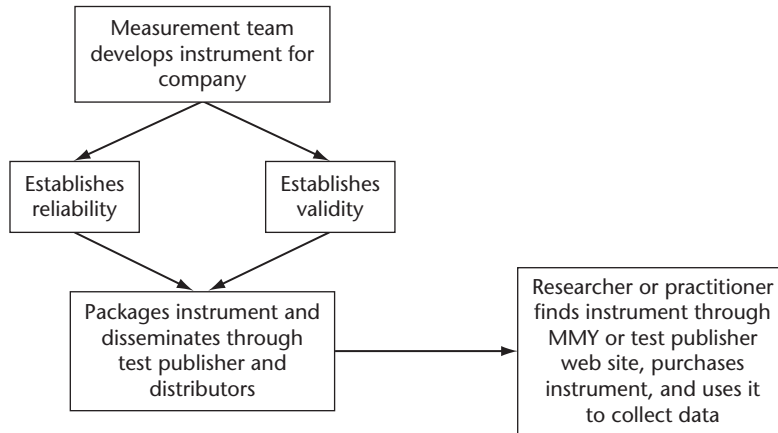 Measurement team
develops instrument for
company
Establishes
reliability
Establishes
validity
Packages instrument and
disseminates through
test publisher and
distributors
Researcher or practitioner
finds instrument through
MMY or test publisher
web site, purchases
instrument, and uses it
to collect data